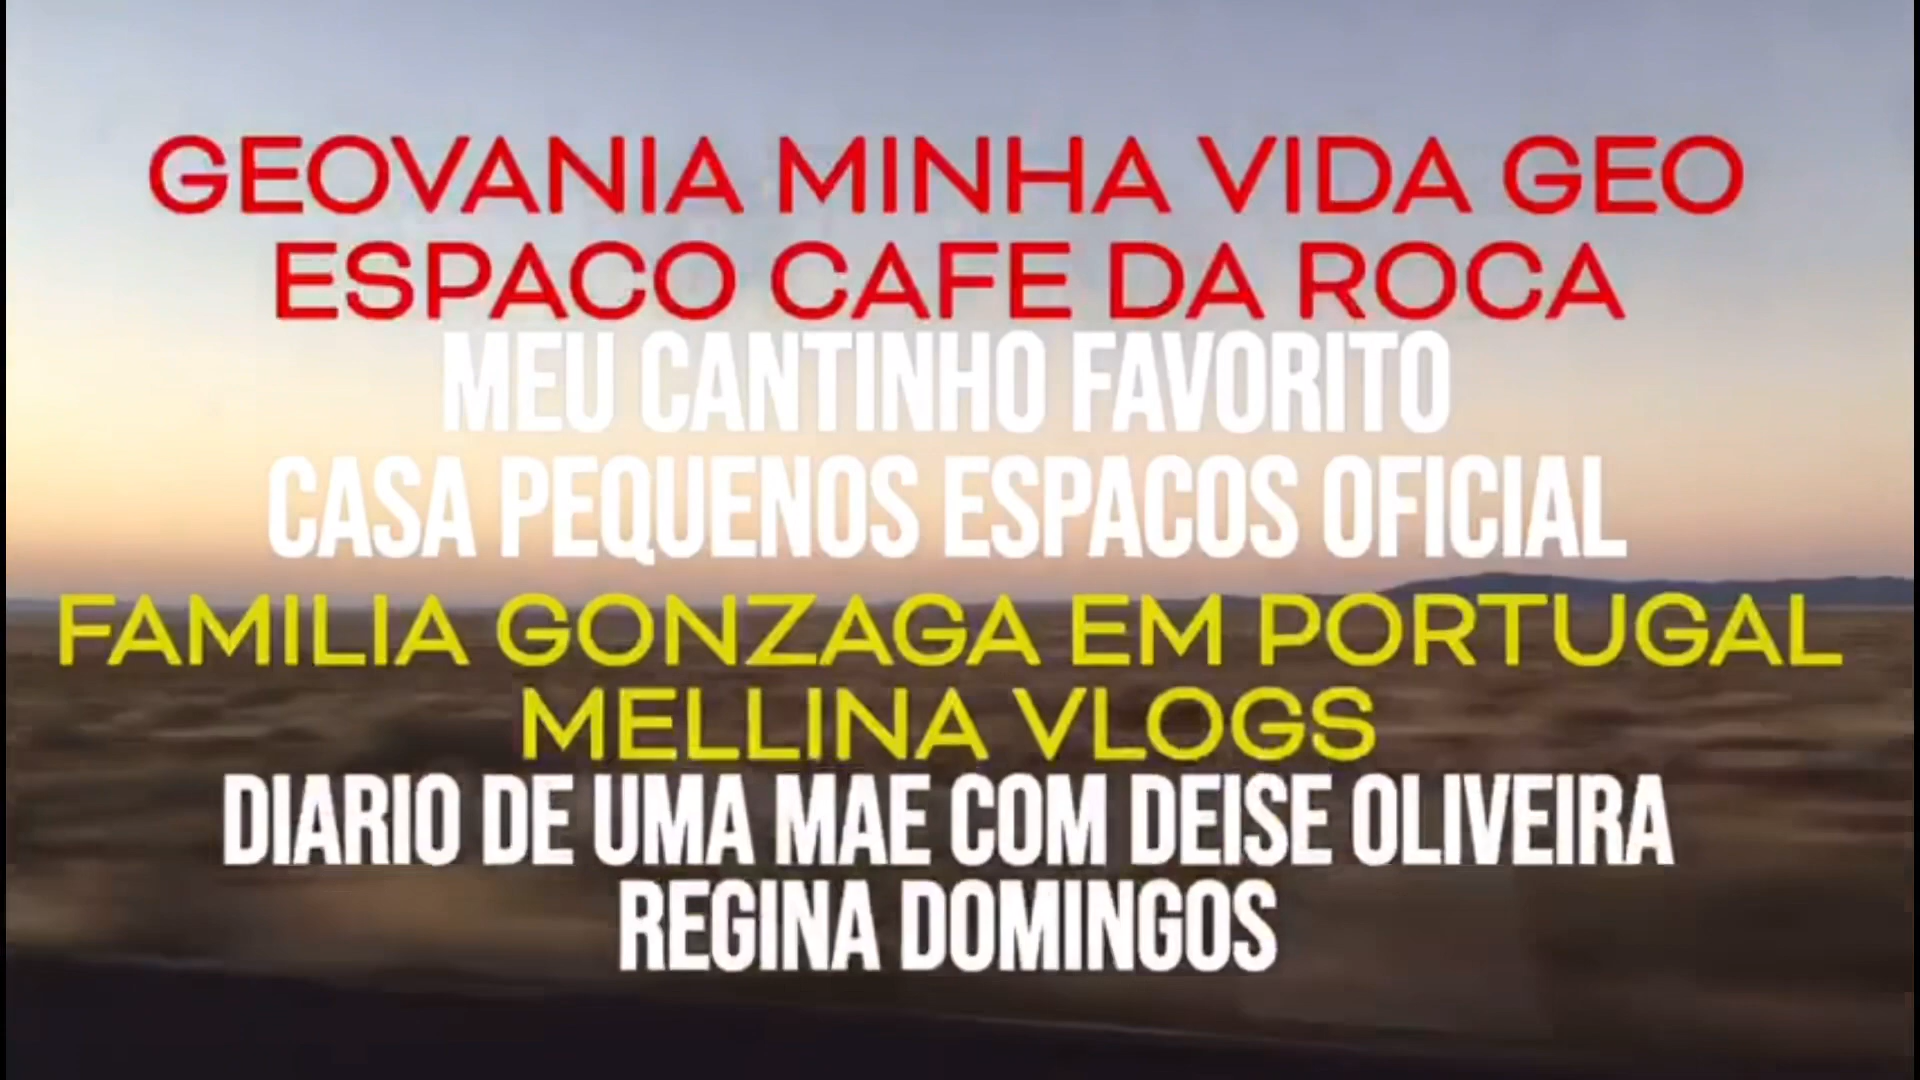 GEOVANIA MINHA VIDA GEO
ESPACO CAFE DA ROCA
MEU CANTINHO FAVORITO
CASA PEQUENOS ESPACOS OFICIAL
FAMILIA GONZAGA EM PORTUGAL
MELLINA VLOGS
DIARIO DE UMA MAE COM DEISE OLIVEIRA
REGINA DOMINGOS